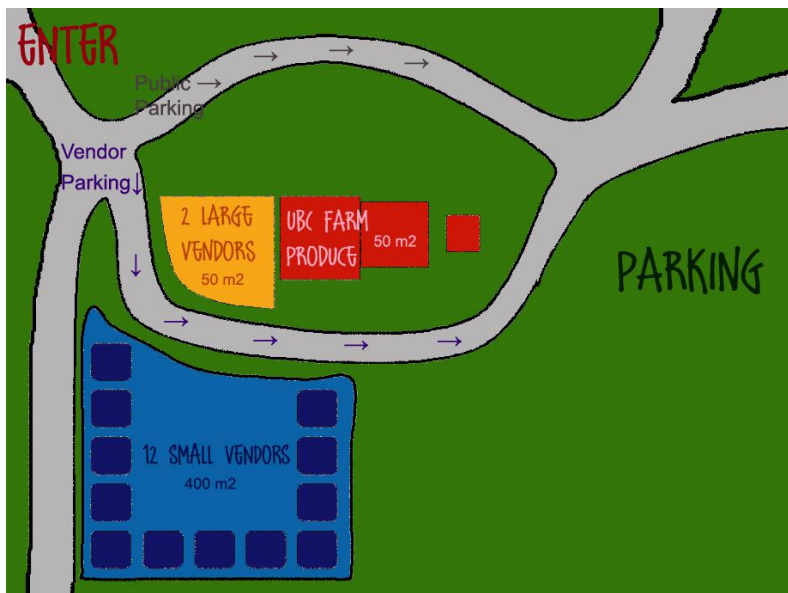 ENTER
Public →
Parking
→ → →
Vendor
Parking↓
↓
2 LARGE
VENDORS
50 m2
UBC FARM
PRODUCE
50 m2
PARKING
→ → → →
12 SMALL VENDORS
400 m2